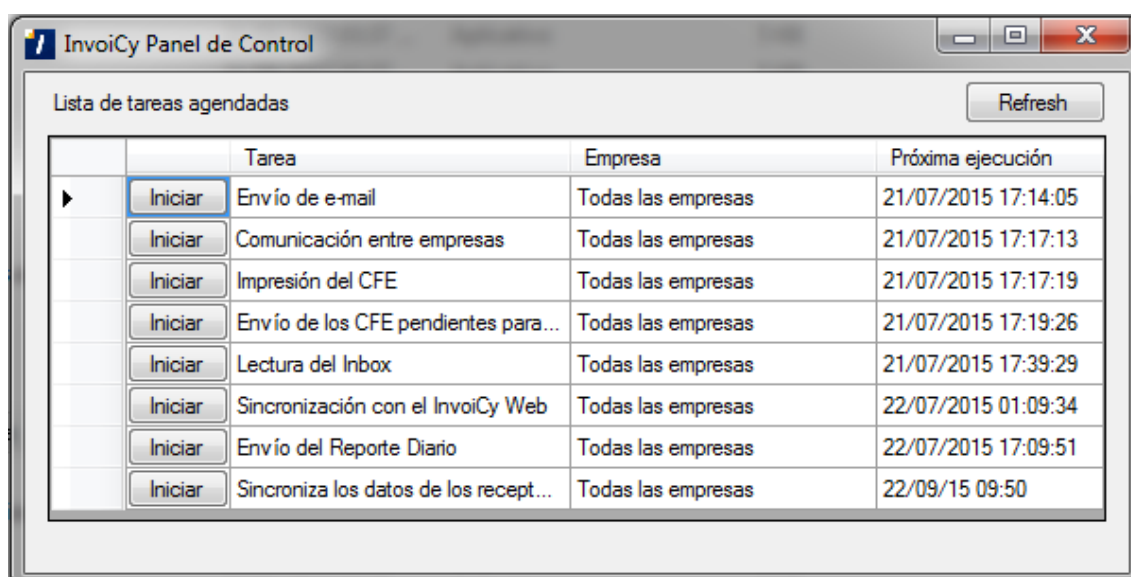 InvoiCy Panel de Control
Lista de tareas agendadas Refresh
Tarea Empresa Próxima ejecución
Iniciar Envío de e-mail Todas las empresas 21/07/2015 17:14:05
Iniciar Comunicación entre empresas Todas las empresas 21/07/2015 17:17:13
Iniciar Impresión del CFE Todas las empresas 21/07/2015 17:17:19
Iniciar Envío de los CFE pendientes para... Todas las empresas 21/07/2015 17:19:26
Iniciar Lectura del Inbox Todas las empresas 21/07/2015 17:39:29
Iniciar Sincronización con el InvoiCy Web Todas las empresas 22/07/2015 01:09:34
Iniciar Envío del Reporte Diario Todas las empresas 22/07/2015 17:09:51
Iniciar Sincroniza los datos de los recept... Todas las empresas 22/09/15 09:50